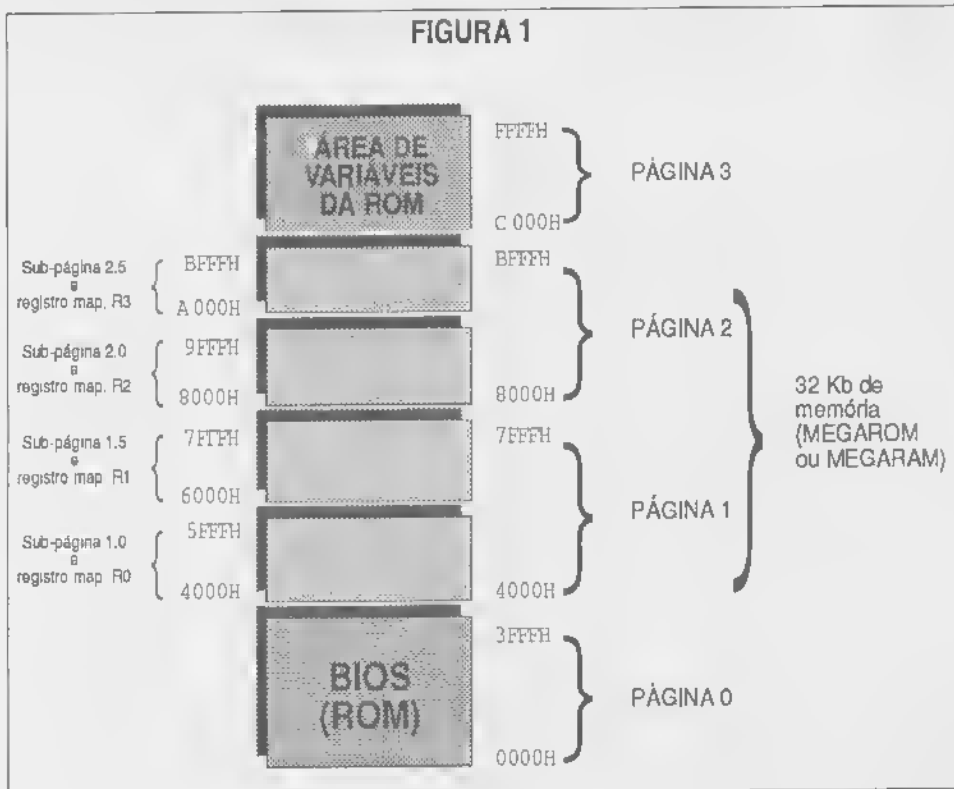 FIGURA 1
ÁREA DE
VARIÁVEIS
DA ROM
FFFFH
C000H
PÁGINA 3
Sub-página 2.5
e
registro map. R3
BFFFH
A000H
BFFFH
8000H
PÁGINA 2
Sub-página 2.0
e
registro map. R2
9FFFH
8000H
Sub-página 1.5
e
registro map. R1
7FFFH
6000H
7FFFH
4000H
PÁGINA 1
Sub-página 1.0
e
registro map R0
5FFFH
4000H
32 Kb de
memória
(MEGAROM
ou MEGARAM)
BIOS
(ROM)
3FFFH
0000H
PÁGINA 0